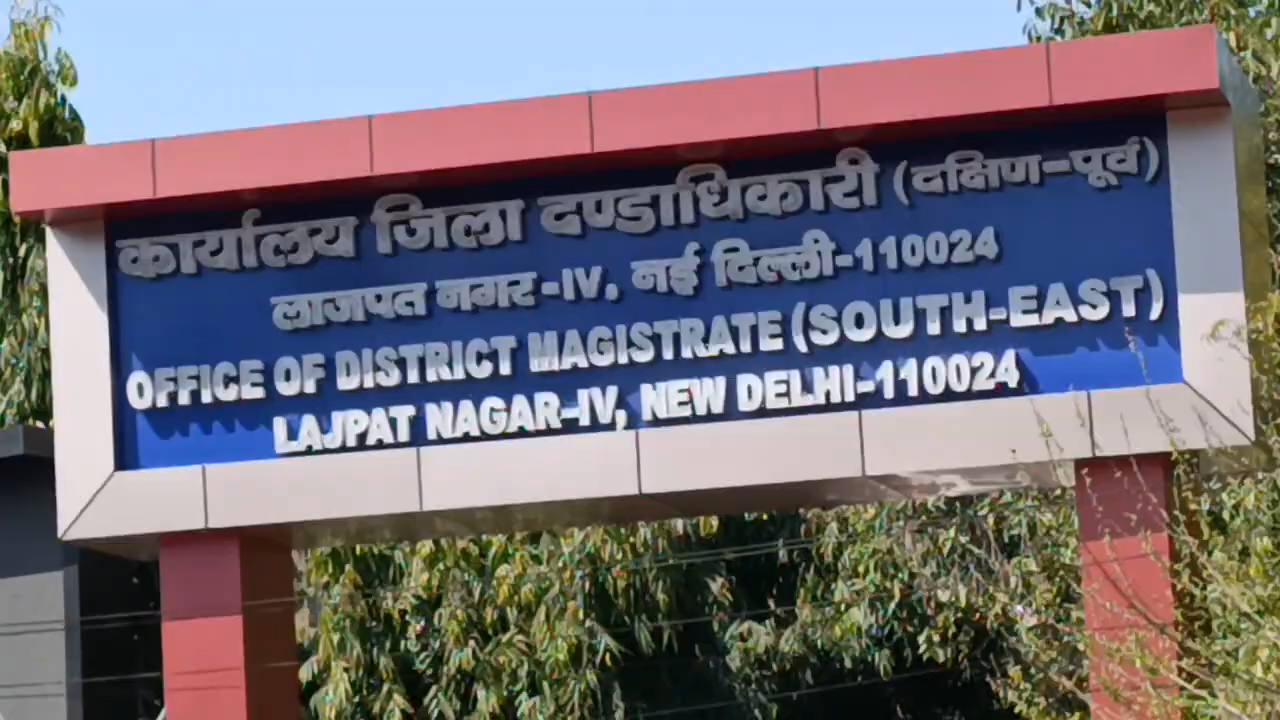 कार्यालय जिला दण्डाधिकारी (दक्षिण-पूर्व)
लाजपत नगर-IV, नई दिल्ली-110024
OFFICE OF DISTRICT MAGISTRATE (SOUTH-EAST)
LAJPAT NAGAR-IV, NEW DELHI-110024